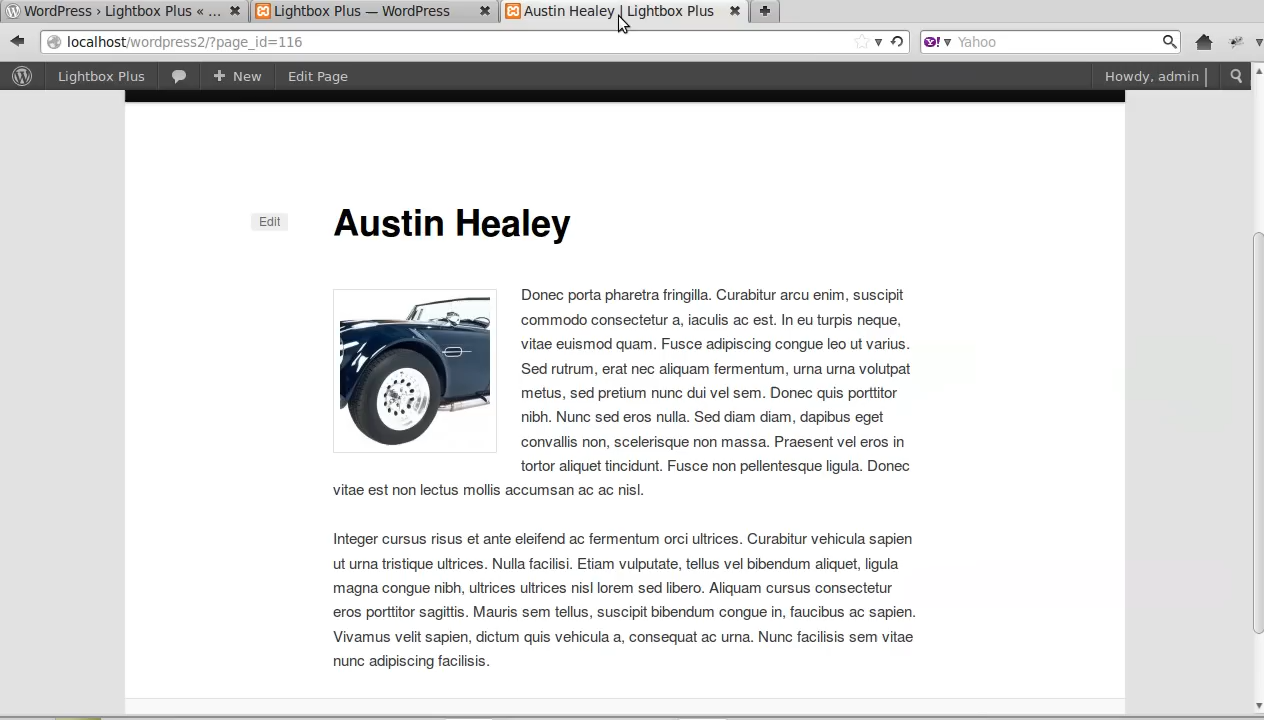 WordPress › Lightbox Plus « ...
Lightbox Plus — WordPress
Austin Healey | Lightbox Plus
localhost/wordpress2/?page_id=116
Yahoo
Lightbox Plus
New
Edit Page
Howdy, admin
Edit
Austin Healey
Donec porta pharetra fringilla. Curabitur arcu enim, suscipit
commodo consectetur a, iaculis ac est. In eu turpis neque,
vitae euismod quam. Fusce adipiscing congue leo ut varius.
Sed rutrum, erat nec aliquam fermentum, urna urna volutpat
metus, sed pretium nunc dui vel sem. Donec quis porttitor
nibh. Nunc sed eros nulla. Sed diam diam, dapibus eget
convallis non, scelerisque non massa. Praesent vel eros in
tortor aliquet tincidunt. Fusce non pellentesque ligula. Donec
vitae est non lectus mollis accumsan ac ac nisl.
Integer cursus risus et ante eleifend ac fermentum orci ultrices. Curabitur vehicula sapien
ut urna tristique ultrices. Nulla facilisi. Etiam vulputate, tellus vel bibendum aliquet, ligula
magna congue nibh, ultrices ultrices nisl lorem sed libero. Aliquam cursus consectetur
eros porttitor sagittis. Mauris sem tellus, suscipit bibendum congue in, faucibus ac sapien.
Vivamus velit sapien, dictum quis vehicula a, consequat ac urna. Nunc facilisis sem vitae
nunc adipiscing facilisis.